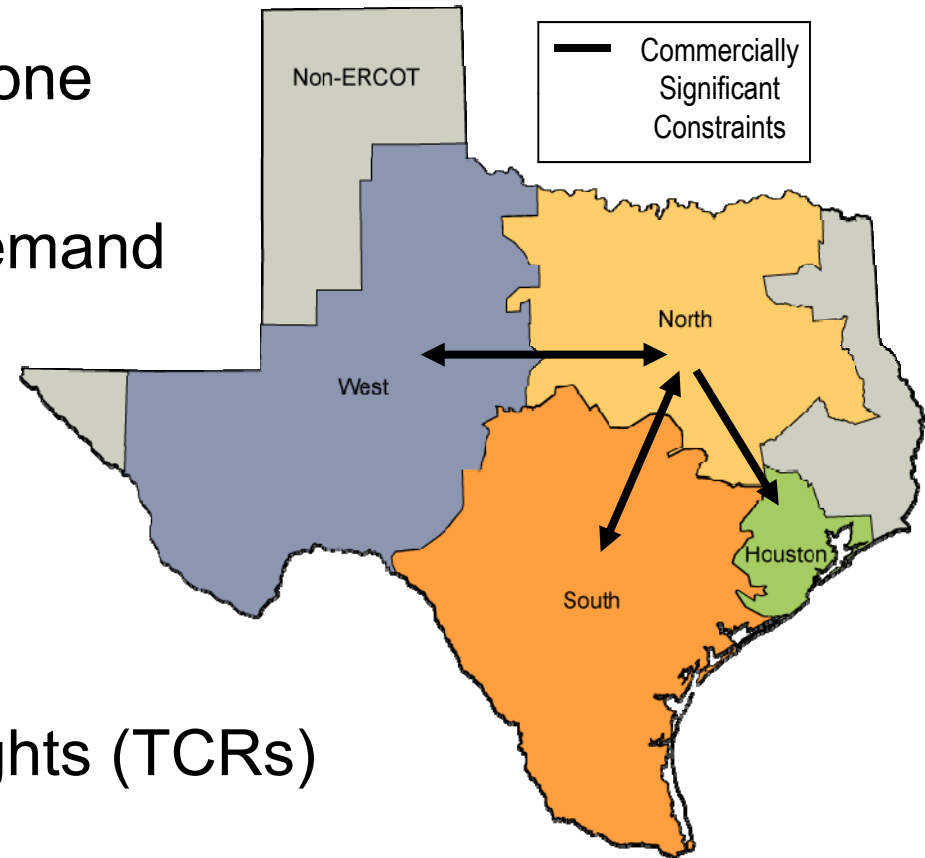 one
emand
ghts (TCRs)
Commercially
Significant
Constraints
Non-ERCOT
North
West
Houston
South